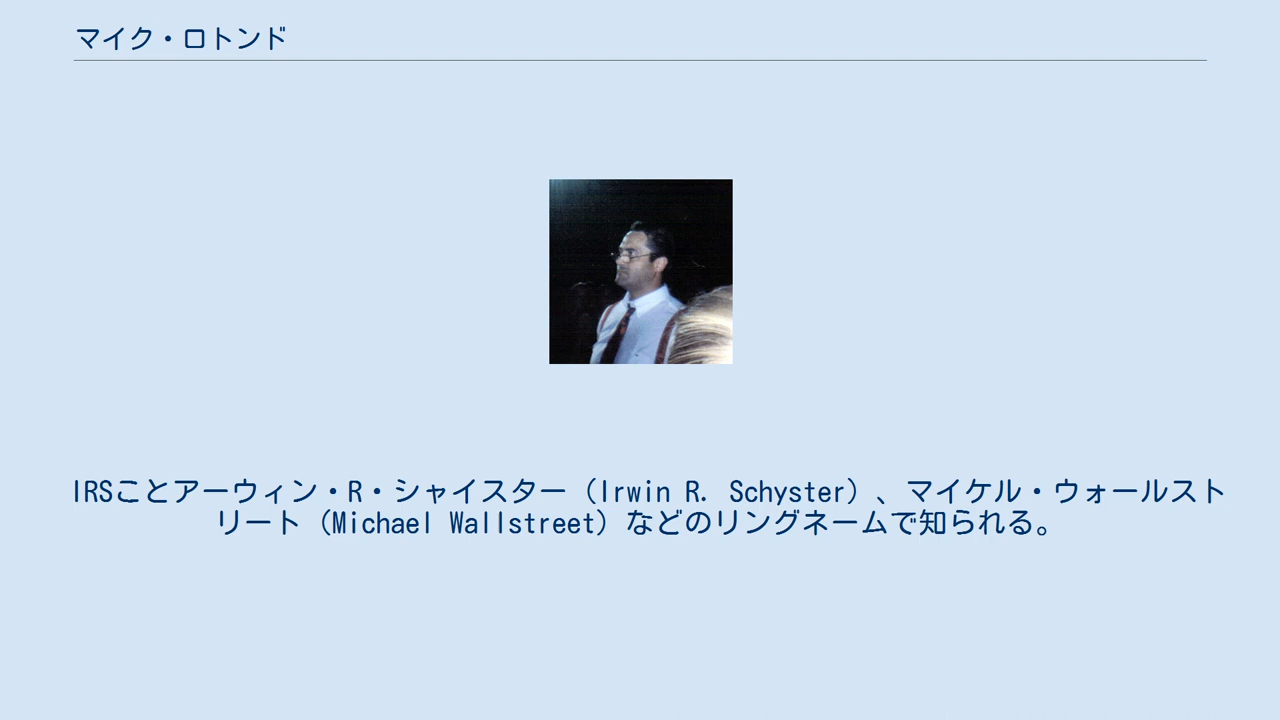 マイク・ロトンド
IRSことアーウィン・R・シャイスター（Irwin R. Schyster）、マイケル・ウォールスト
リート（Michael Wallstreet）などのリングネームで知られる。